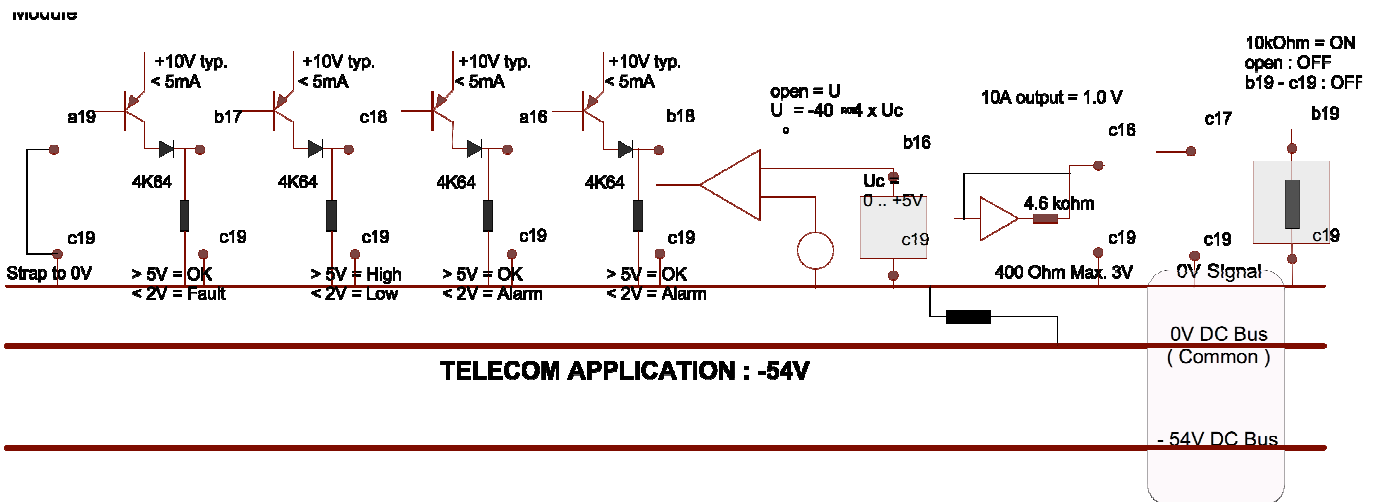 Module
+10V typ.
< 5mA
+10V typ.
< 5mA
+10V typ.
< 5mA
+10V typ.
< 5mA
open = U
U = -40 4 x Uc
o
10A output = 1.0 V
10kOhm = ON
open : OFF
b19 - c19 : OFF
a19
b17
c18
a16
b18
b16
c16
c17
b19
4K64
4K64
4K64
4K64
Uc =
0 .. +5V
4.6 kohm
c19
c19
c19
c19
c19
c19
c19
c19
c19
Strap to 0V
> 5V = OK
< 2V = Fault
> 5V = High
< 2V = Low
> 5V = OK
< 2V = Alarm
> 5V = OK
< 2V = Alarm
400 Ohm Max. 3V
0V Signal
0V DC Bus
( Common )
TELECOM APPLICATION : -54V
- 54V DC Bus